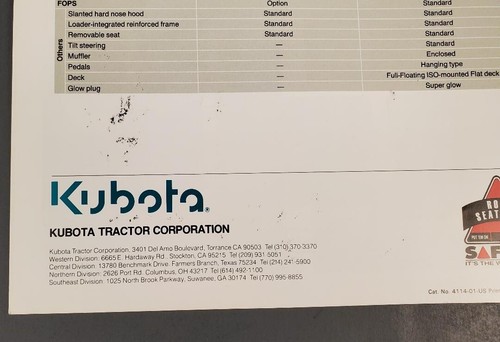 FOPS Option Standard
Slanted hard nose hood Standard Standard
Loader-integrated reinforced frame Standard Standard
Removable seat Standard Standard
Others
Tilt steering — Standard
Muffler — Enclosed
Pedals — Hanging type
Deck — Full-Floating ISO-mounted Flat deck
Glow plug — Super glow
Kubota®
KUBOTA TRACTOR CORPORATION
Kubota Tractor Corporation. 3401 Del Amo Boulevard, Torrance CA 90503 Tel (310) 370 3370
Western Division: 6665 E. Hardaway Rd., Stockton, CA 95215 Tel (209) 931-5051
Central Division: 13780 Benchmark Drive. Farmers Branch, Texas 75234 Tel (214) 241-5900
Northern Division: 2626 Port Rd. Columbus, OH 43217 Tel (614) 492-1100
Southeast Division: 1025 North Brook Parkway, Suwanee, GA 30174 Tel (770) 995-8855
RO
SEAT
SAF
IT'S THE
Cat. No. 4114-01-US